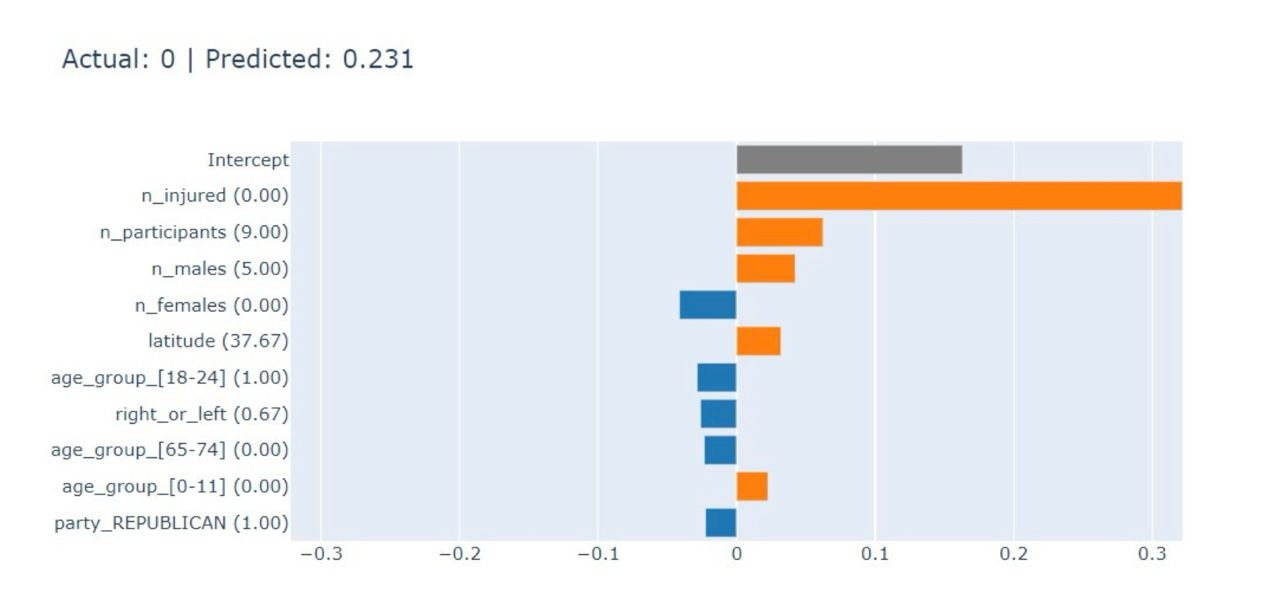 Actual: 0 | Predicted: 0.231
Intercept
n_injured (0.00)
n_participants (9.00)
n_males (5.00)
n_females (0.00)
latitude (37.67)
age_group_[18-24] (1.00)
right_or_left (0.67)
age_group_[65-74] (0.00)
age_group_[0-11] (0.00)
party_REPUBLICAN (1.00)
−0.3 −0.2 −0.1 0 0.1 0.2 0.3